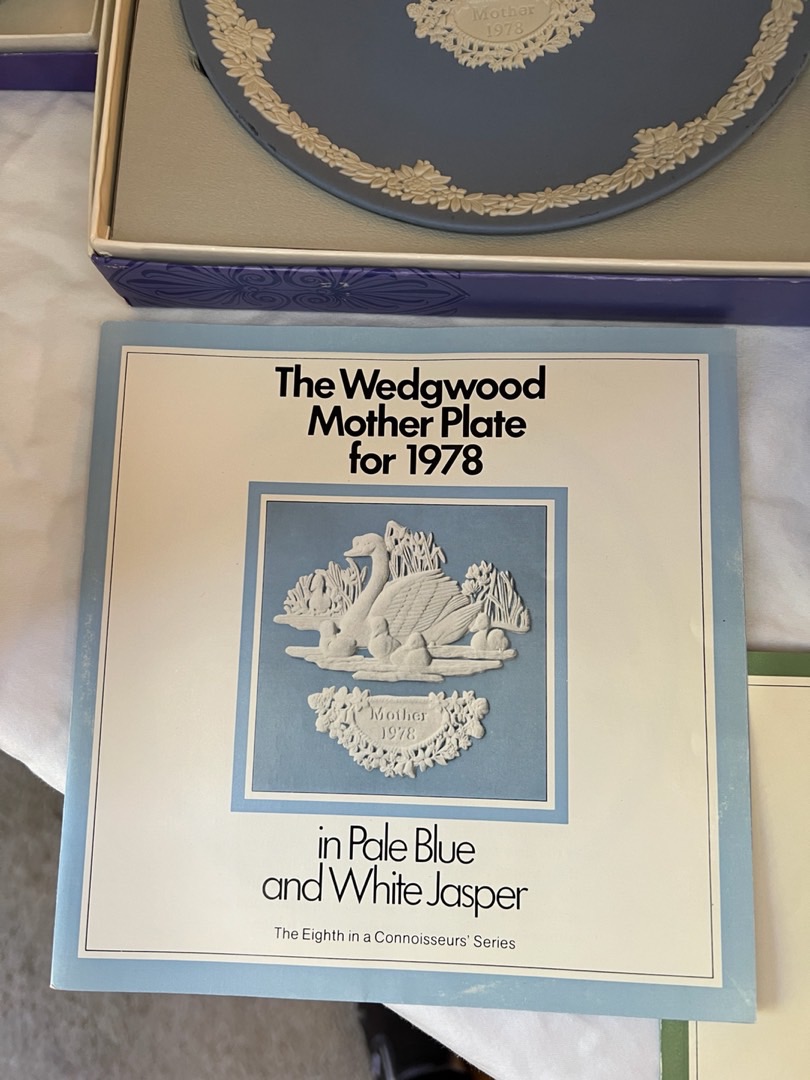 Mother
1978
The Wedgwood
Mother Plate
for 1978
Mother
1978
in Pale Blue
and White Jasper
The Eighth in a Connoisseurs' Series